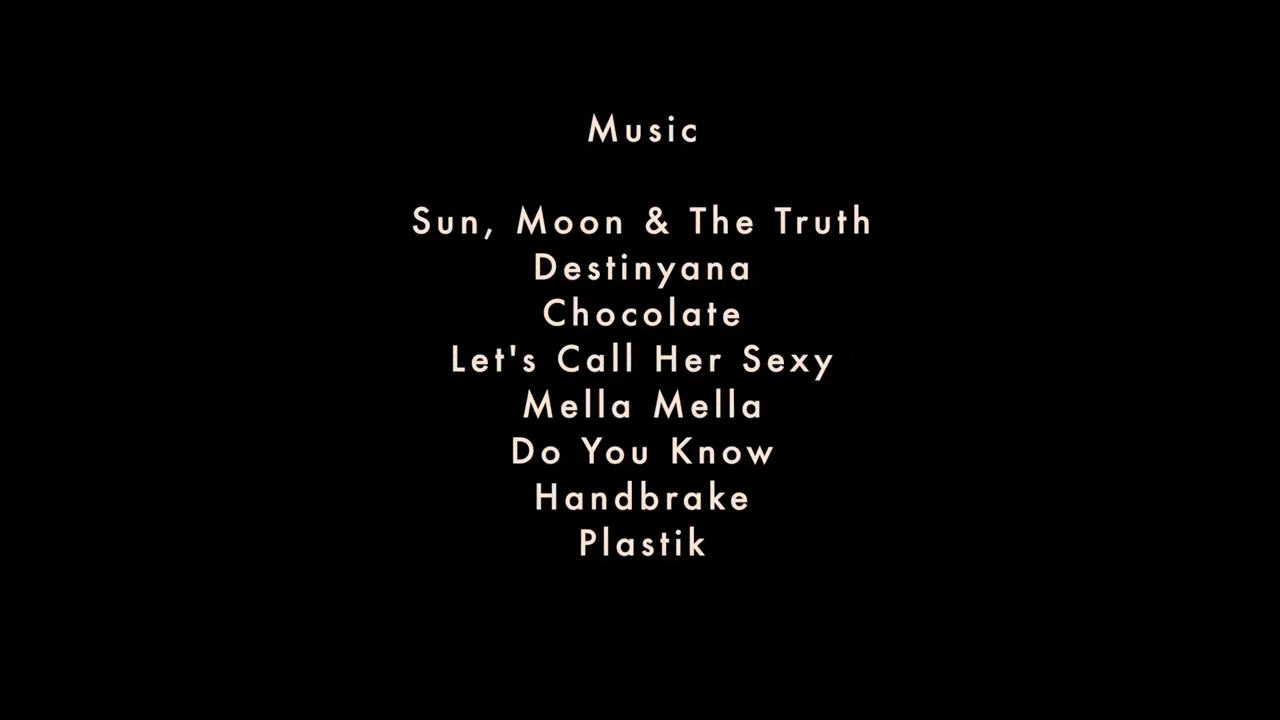 Music
Sun, Moon & The Truth
Destinyana
Chocolate
Let's Call Her Sexy
Mella Mella
Do You Know
Handbrake
Plastik